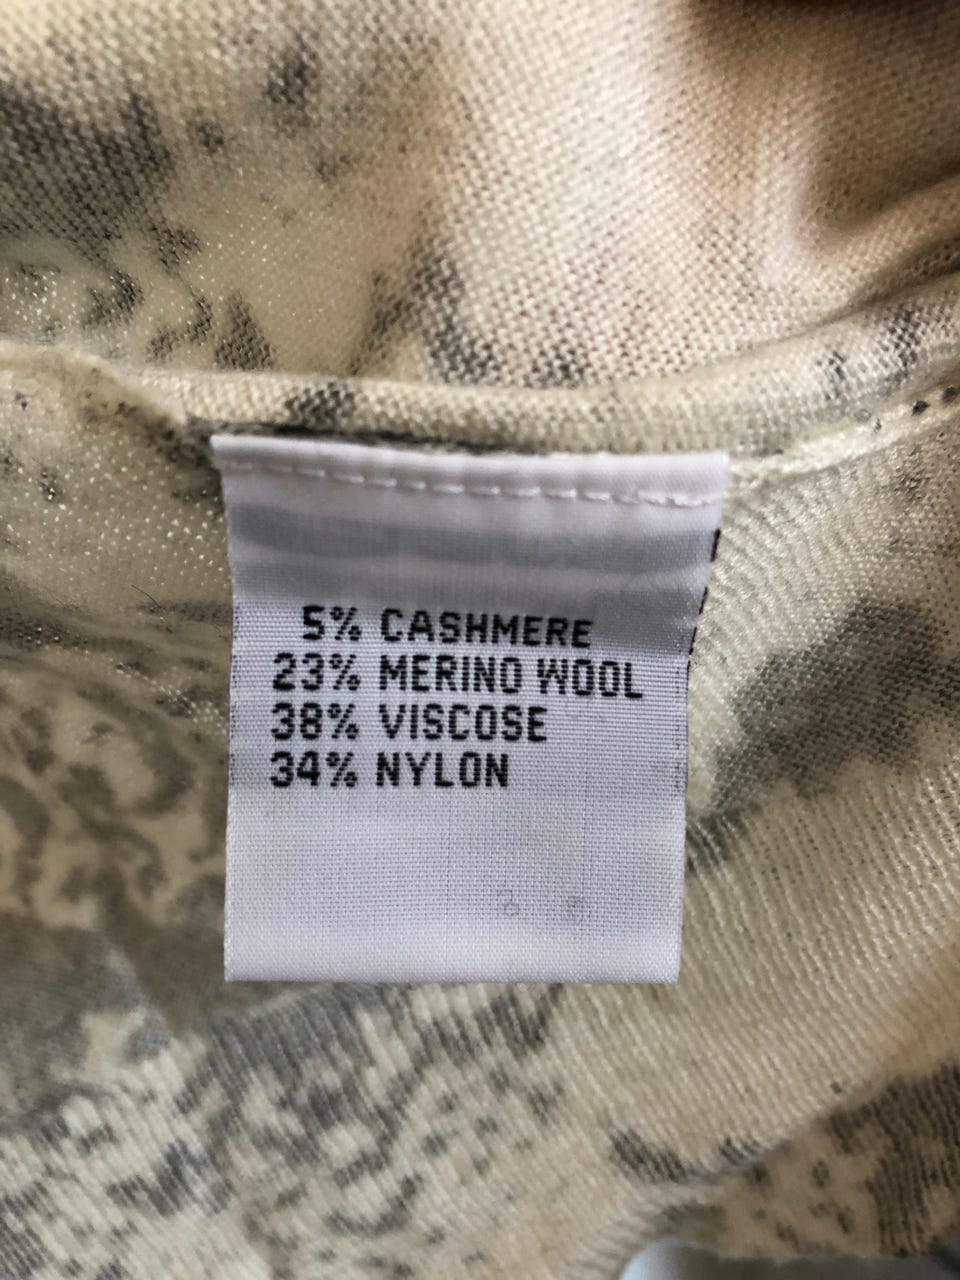 5% CASHMERE
23% MERINO WOOL
38% VISCOSE
34% NYLON